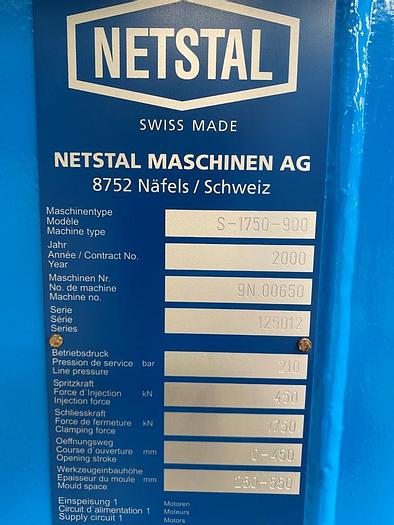 NETSTAL
SWISS MADE
NETSTAL MASCHINEN AG
8752 Näfels / Schweiz
Maschinentype
Modèle
Machine type
S-1750-900
Jahr
Année / Contract No.
Year
2000
Maschinen Nr.
No. de machine
Machine no.
9N.00650
Serie
Série
Series
125012
Betriebsdruck
Pression de service bar
Line pressure
210
Spritzkraft
Force d'Injection kN
Injection force
450
Schliesskraft
Force de fermeture kN
Clamping force
1750
Oeffnungsweg
Course d'ouverture mm
Opening stroke
0-450
Werkzeugeinbauhöhe
Epaisseur du moule mm
Mould space
250-550
Einspeisung 1 Motoren
Circuit d'alimentation 1 Moteurs
Supply circuit 1 Motors